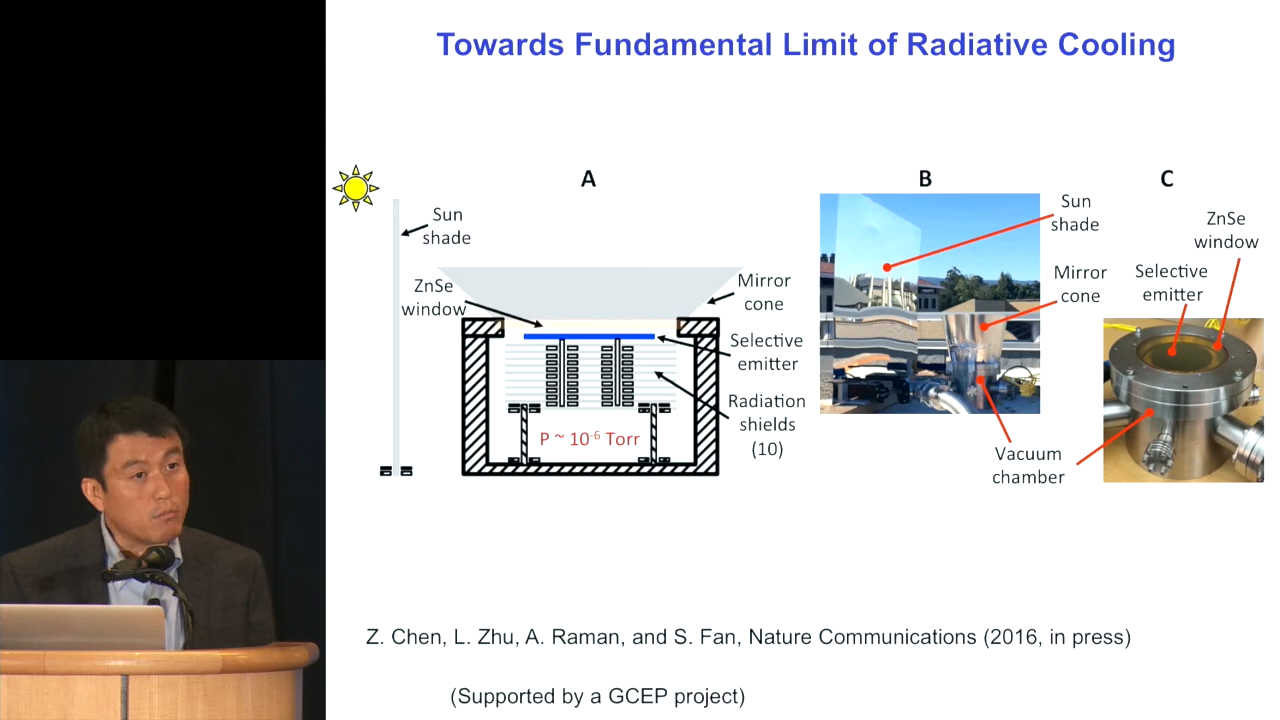 Towards Fundamental Limit of Radiative Cooling
A
Sun
shade
ZnSe
window
Mirror
cone
Selective
emitter
Radiation
shields
(10)
P ~ 10⁻⁶ Torr
B
Sun
shade
Mirror
cone
Vacuum
chamber
C
ZnSe
window
Selective
emitter
Z. Chen, L. Zhu, A. Raman, and S. Fan, Nature Communications (2016, in press)
(Supported by a GCEP project)